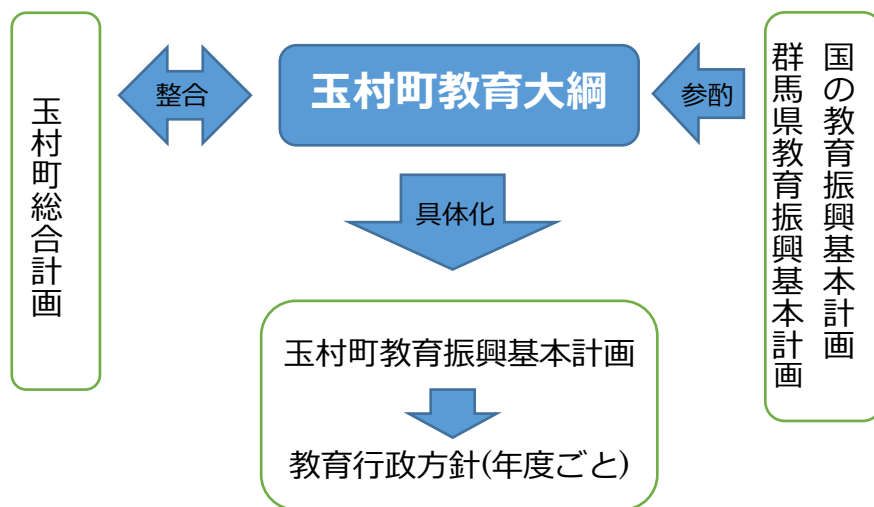 玉村町総合計画
整合
玉村町教育大綱
参酌
国の教育振興基本計画
群馬県教育振興基本計画
具体化
玉村町教育振興基本計画
教育行政方針(年度ごと)